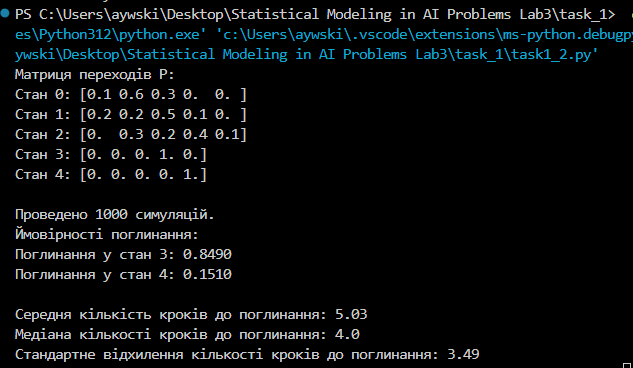 PS C:\Users\aywski\Desktop\Statistical Modeling in AI Problems Lab3\task_1>
es\Python312\python.exe' 'c:\Users\aywski\.vscode\extensions\ms-python.debugpy
ywski\Desktop\Statistical Modeling in AI Problems Lab3\task_1\task1_2.py'
Матриця переходів P:
Стан 0: [0.1 0.6 0.3 0.  0. ]
Стан 1: [0.2 0.2 0.5 0.1 0. ]
Стан 2: [0.  0.3 0.2 0.4 0.1]
Стан 3: [0. 0. 0. 1. 0.]
Стан 4: [0. 0. 0. 0. 1.]
Проведено 1000 симуляцій.
Ймовірності поглинання:
Поглинання у стан 3: 0.8490
Поглинання у стан 4: 0.1510
Середня кількість кроків до поглинання: 5.03
Медіана кількості кроків до поглинання: 4.0
Стандартне відхилення кількості кроків до поглинання: 3.49